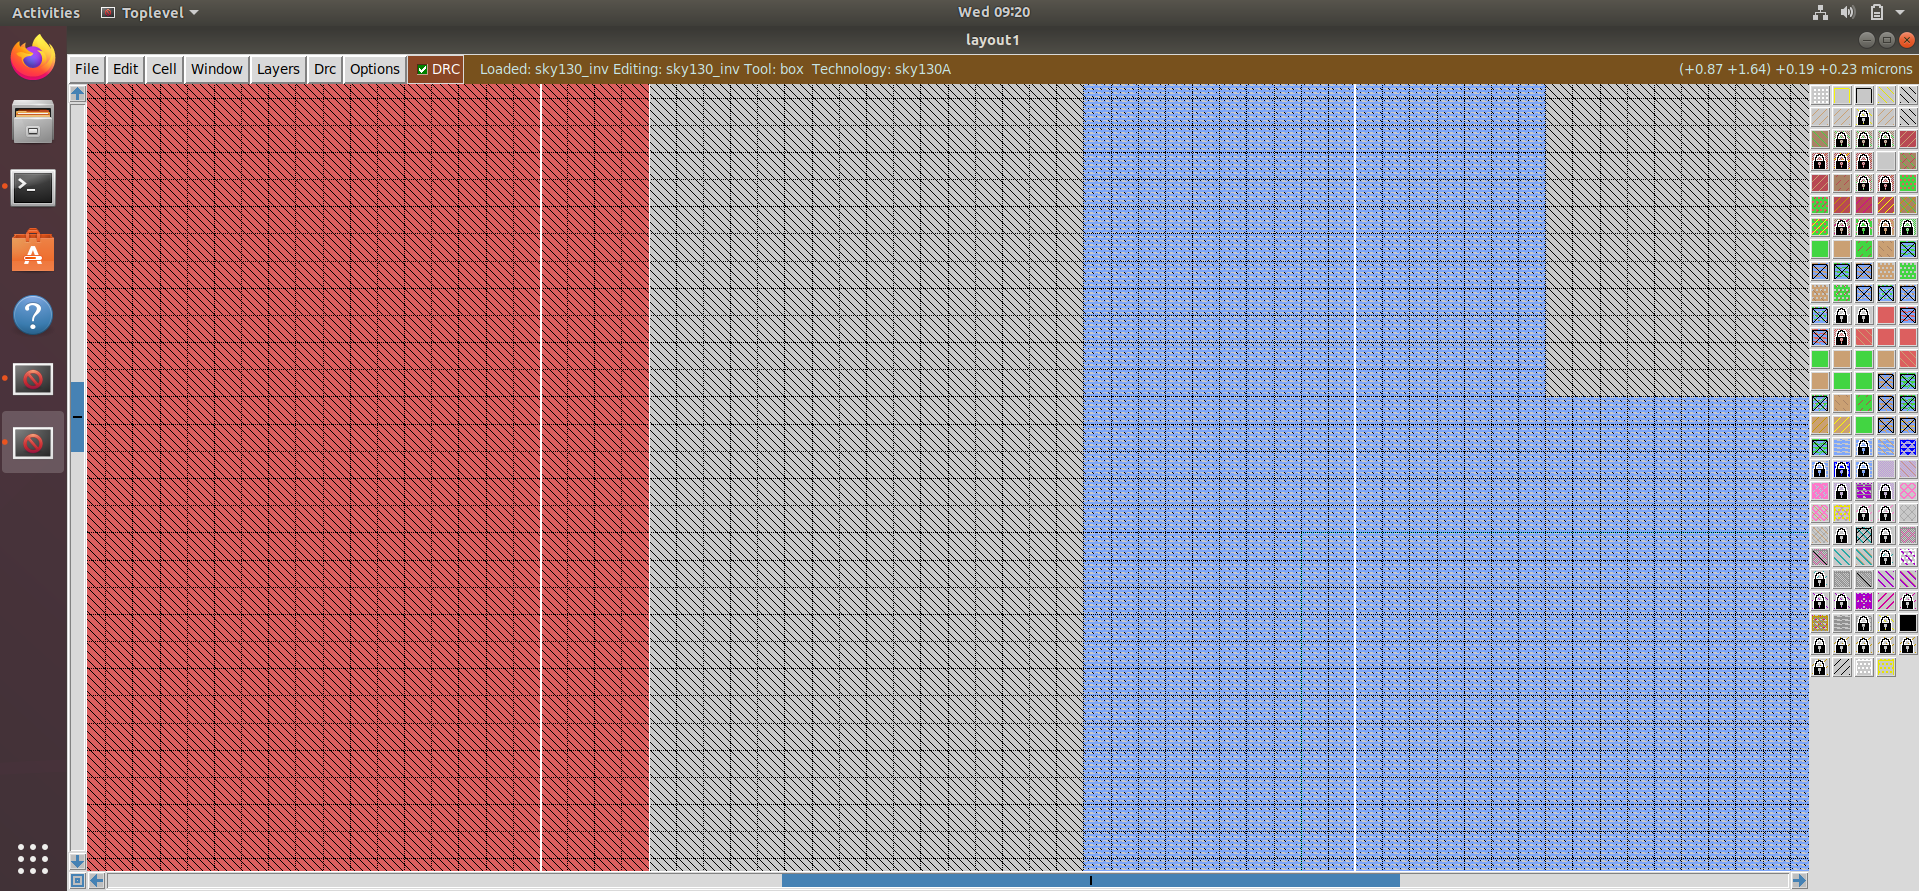 Activities Toplevel Wed 09:20
layout1
File Edit Cell Window Layers Drc Options DRC Loaded: sky130_inv Editing: sky130_inv Tool: box Technology: sky130A (+0.87 +1.64) +0.19 +0.23 microns